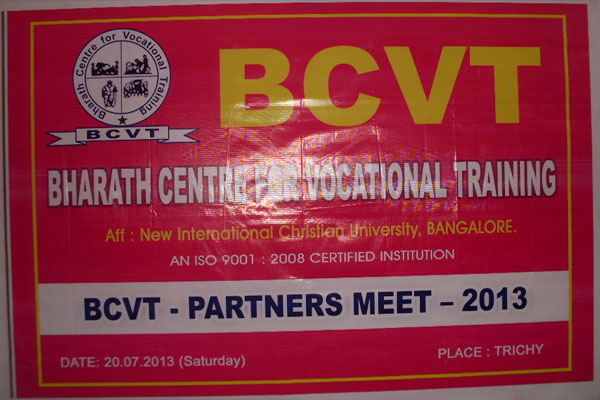 Bharath Centre for Vocational Training
BCVT
BCVT
BHARATH CENTRE FOR VOCATIONAL TRAINING
Aff : New International Christian University, BANGALORE.
AN ISO 9001 : 2008 CERTIFIED INSTITUTION
BCVT - PARTNERS MEET – 2013
DATE: 20.07.2013 (Saturday)
PLACE : TRICHY